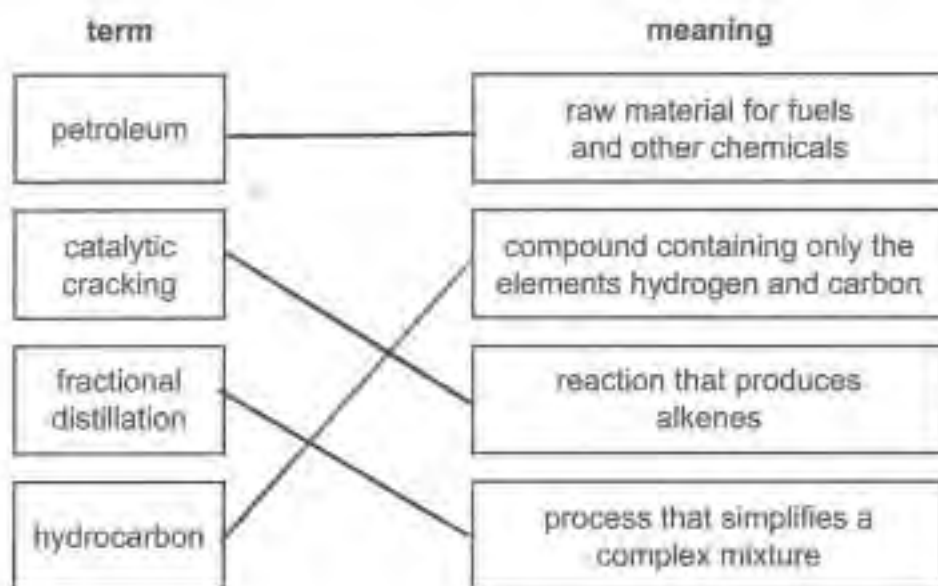 term
meaning
petroleum
raw material for fuels
and other chemicals
catalytic
cracking
compound containing only the
elements hydrogen and carbon
fractional
distillation
reaction that produces
alkenes
hydrocarbon
process that simplifies a
complex mixture